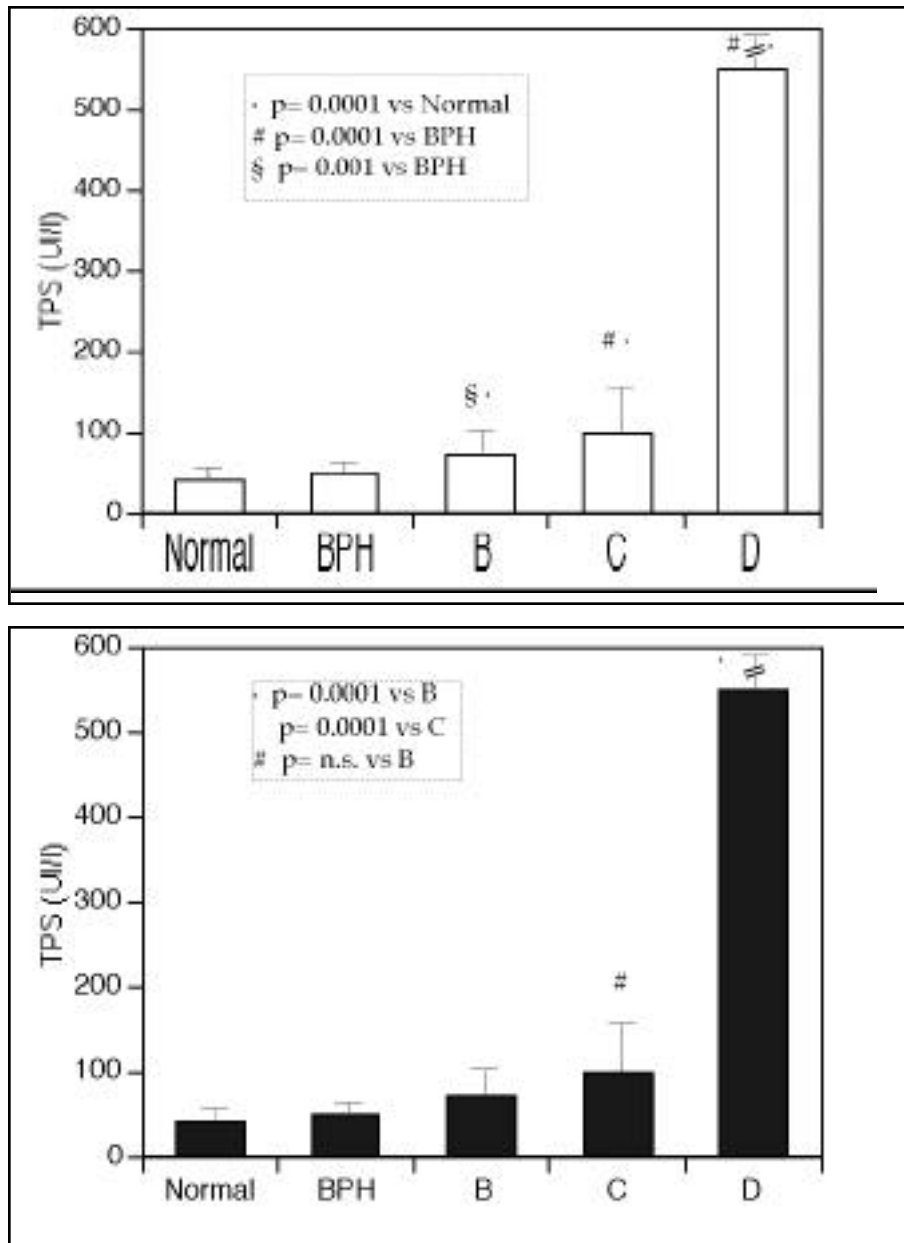 600
500
400
300
200
100
0
TPS (UI/l)
· p= 0.0001 vs Normal
# p= 0.0001 vs BPH
§ p= 0.001 vs BPH
§ ·
# ·
# ·
Normal BPH B C D
600
500
400
300
200
100
0
TPS (UI/l)
· p= 0.0001 vs B
p= 0.0001 vs C
# p= n.s. vs B
#
·
Normal BPH B C D